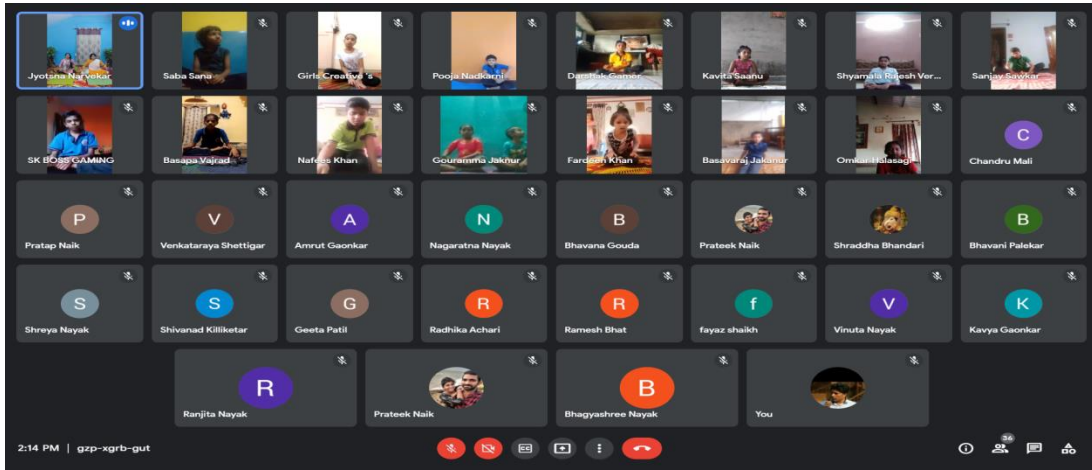 Jyotsna Narvekar
Saba Sana
Girls Creative 's
Pooja Nadkarni
Darshak Gamer
Kavita Saanu
Shyamala Rajesh Ver...
Sanjay Sawkar
SK BOSS GAMING
Basapa Vajrad
Nafees Khan
Gouramma Jaknur
Fardeen Khan
Basavaraj Jakanur
Omkar Halasagi
C
Chandru Mali
P
Pratap Naik
V
Venkataraya Shettigar
A
Amrut Gaonkar
N
Nagaratna Nayak
B
Bhavana Gouda
Prateek Naik
Shraddha Bhandari
B
Bhavani Palekar
S
Shreya Nayak
S
Shivanad Killiketar
G
Geeta Patil
R
Radhika Achari
R
Ramesh Bhat
f
fayaz shaikh
V
Vinuta Nayak
K
Kavya Gaonkar
R
Ranjita Nayak
Prateek Naik
B
Bhagyashree Nayak
You
2:14 PM | gzp-xgrb-gut
CC
36